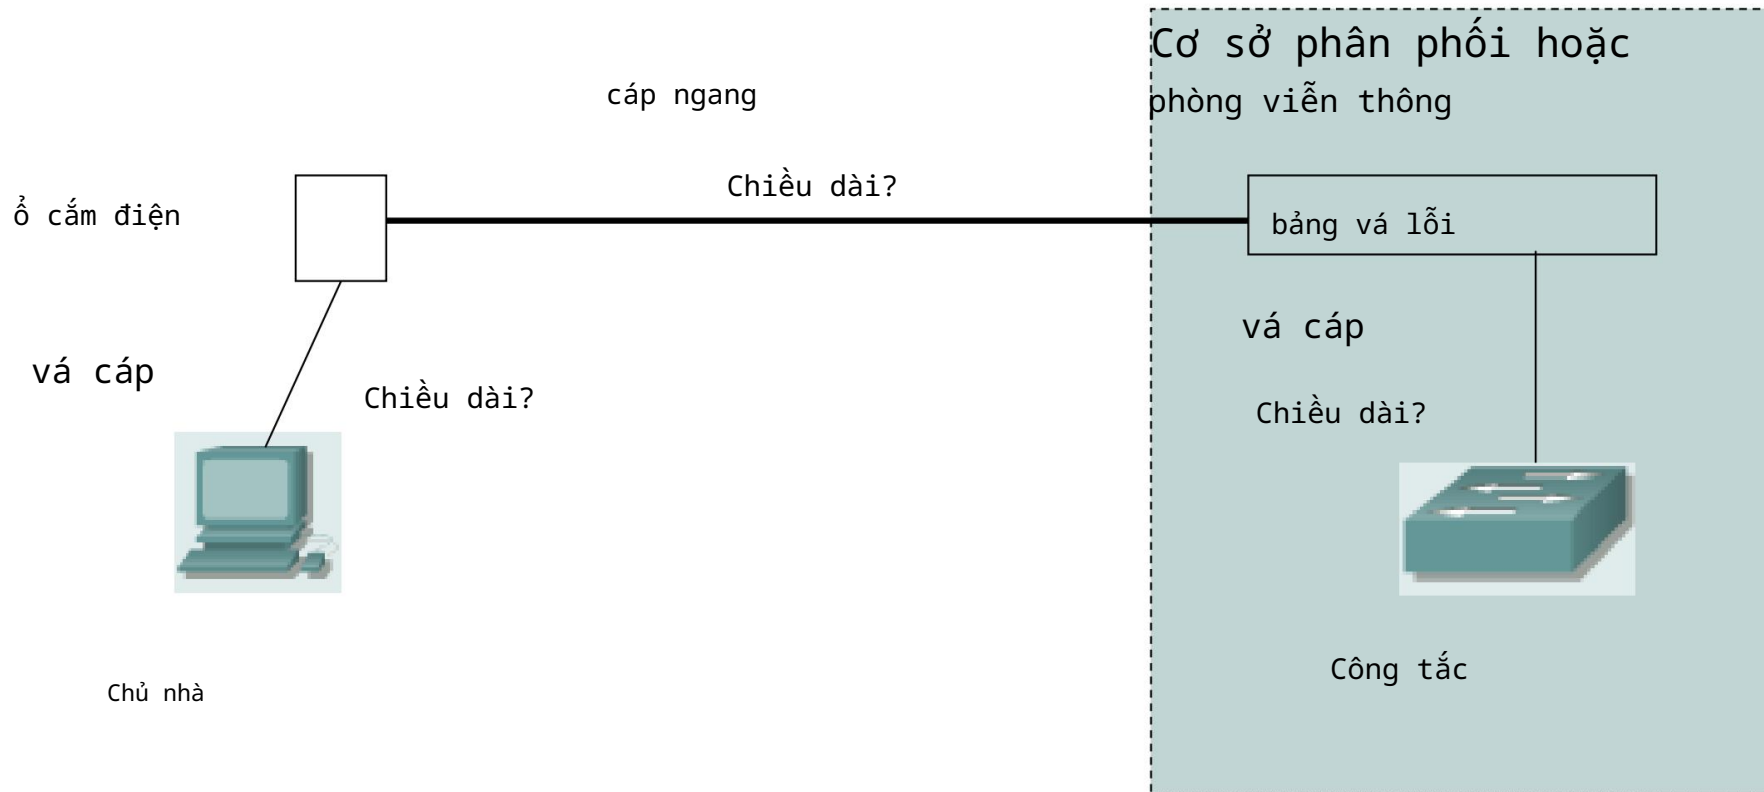 Cơ sở phân phối hoặc
phòng viễn thông
cáp ngang
Chiều dài?
ổ cắm điện
bảng vá lỗi
vá cáp
vá cáp
Chiều dài?
Chiều dài?
Công tắc
Chủ nhà